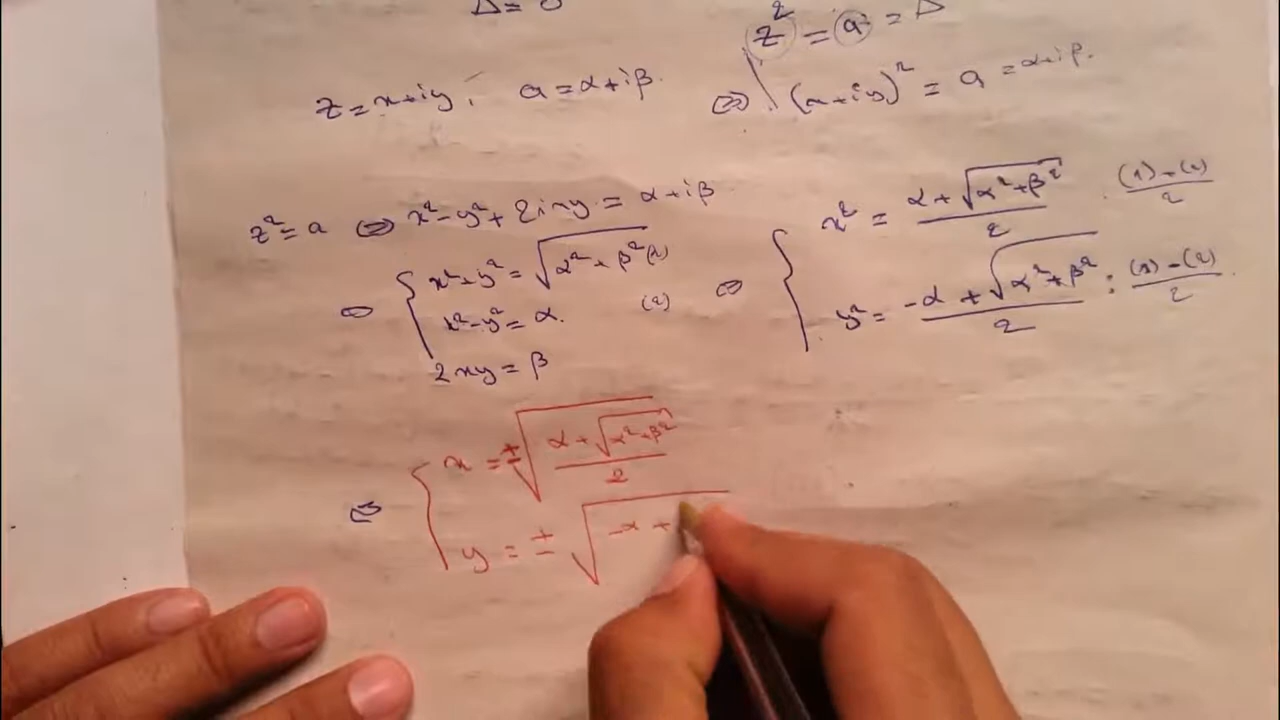 Δ = 0
z² = a = Δ
z = x+iy, a = α+iβ.
⇔ (x+iy)² = a = α+iβ.
z² = a ⇔ x²-y²+2ixy = α+iβ
⇔ { x²+y² = √(α²+β²) (1)
x²-y² = α. (2)
2xy = β
⇔ { x² = (α+√(α²+β²))/2 . ((1)+(2))/2
y² = (-α+√(α²+β²))/2 : ((1)-(2))/2
⇔ { x = ±√((α+√(α²+β²))/2)
y = ±√(-α+